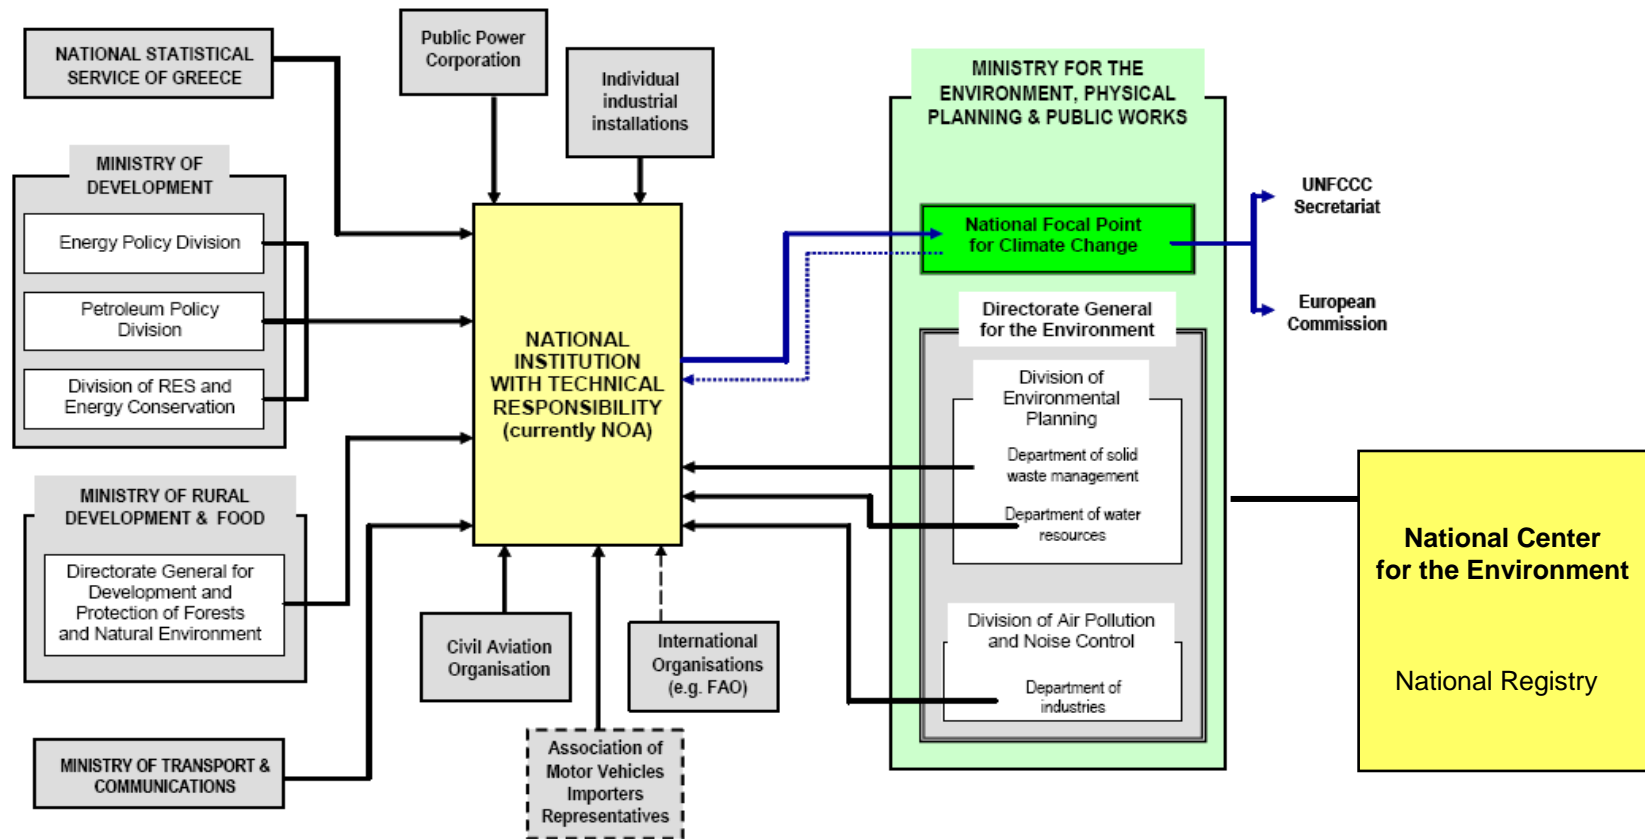 NATIONAL STATISTICAL
SERVICE OF GREECE
Public Power
Corporation
Individual
industrial
installations
MINISTRY FOR THE
ENVIRONMENT, PHYSICAL
PLANNING & PUBLIC WORKS
MINISTRY OF
DEVELOPMENT
Energy Policy Division
Petroleum Policy
Division
Division of RES and
Energy Conservation
NATIONAL
INSTITUTION
WITH TECHNICAL
RESPONSIBILITY
(currently NOA)
National Focal Point
for Climate Change
UNFCCC
Secretariat
European
Commission
Directorate General
for the Environment
Division of
Environmental
Planning
Department of solid
waste management
Department of water
resources
Division of Air Pollution
and Noise Control
Department of
industries
MINISTRY OF RURAL
DEVELOPMENT & FOOD
Directorate General for
Development and
Protection of Forests
and Natural Environment
MINISTRY OF TRANSPORT &
COMMUNICATIONS
Civil Aviation
Organisation
Association of
Motor Vehicles
Importers
Representatives
International
Organisations
(e.g. FAO)
National Center
for the Environment
National Registry